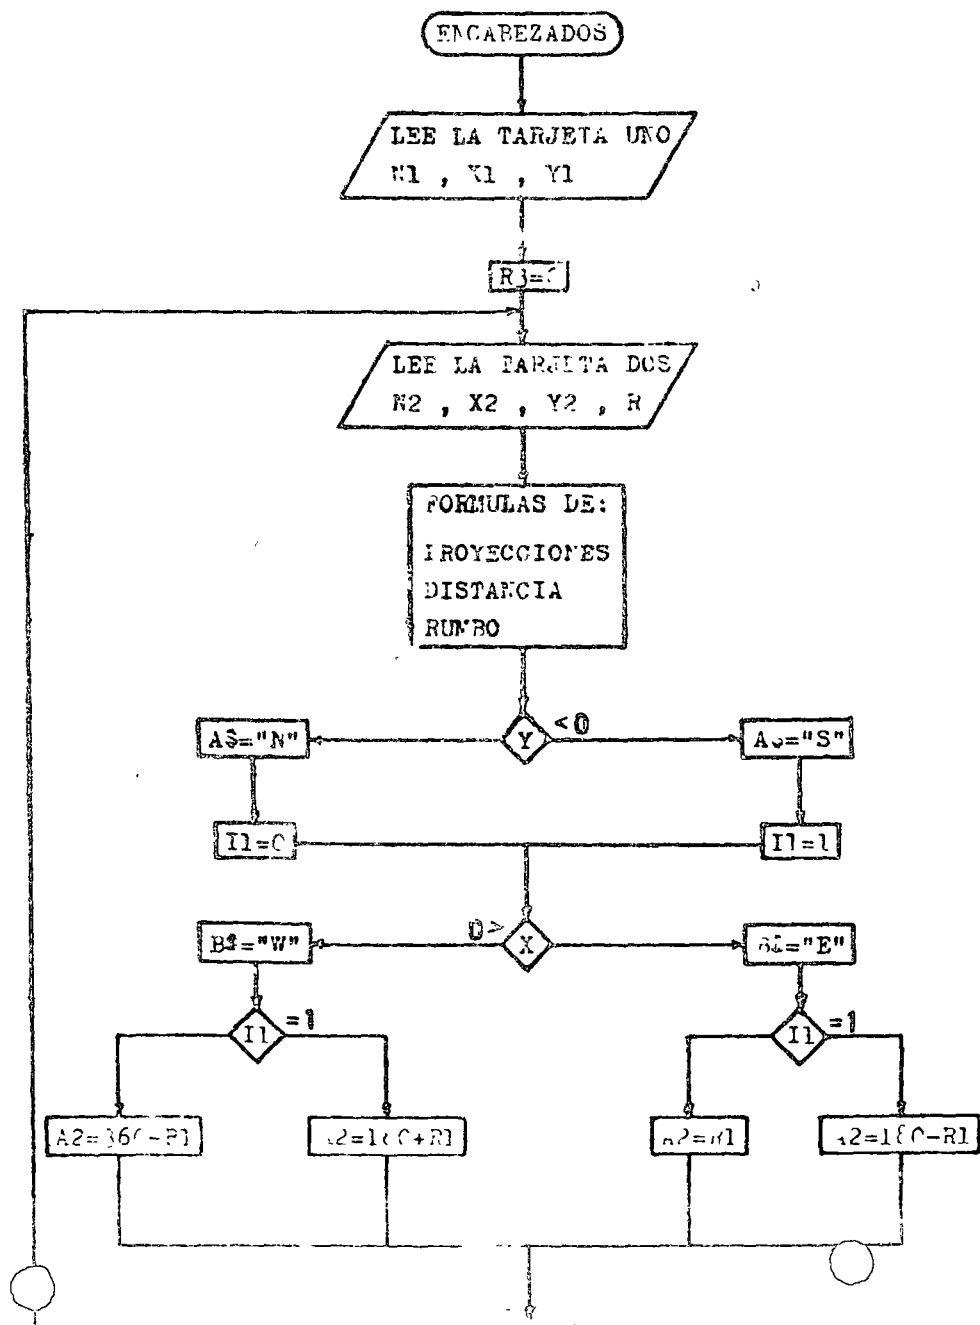 ENCABEZADOS
LEE LA TARJETA UNO
N1 , X1 , Y1
LEE LA TARJETA DOS
N2 , X2 , Y2 , R
FORMULAS DE:
PROYECCIONES
DISTANCIA
RUMBO
Y <0
A$="N" A$="S"
I1=0 I1=1
0> X
B$="W" B$="E"
I1 =1 I1 =1
A2=360-R1 A2=180+R1 A2=R1 A2=180-R1